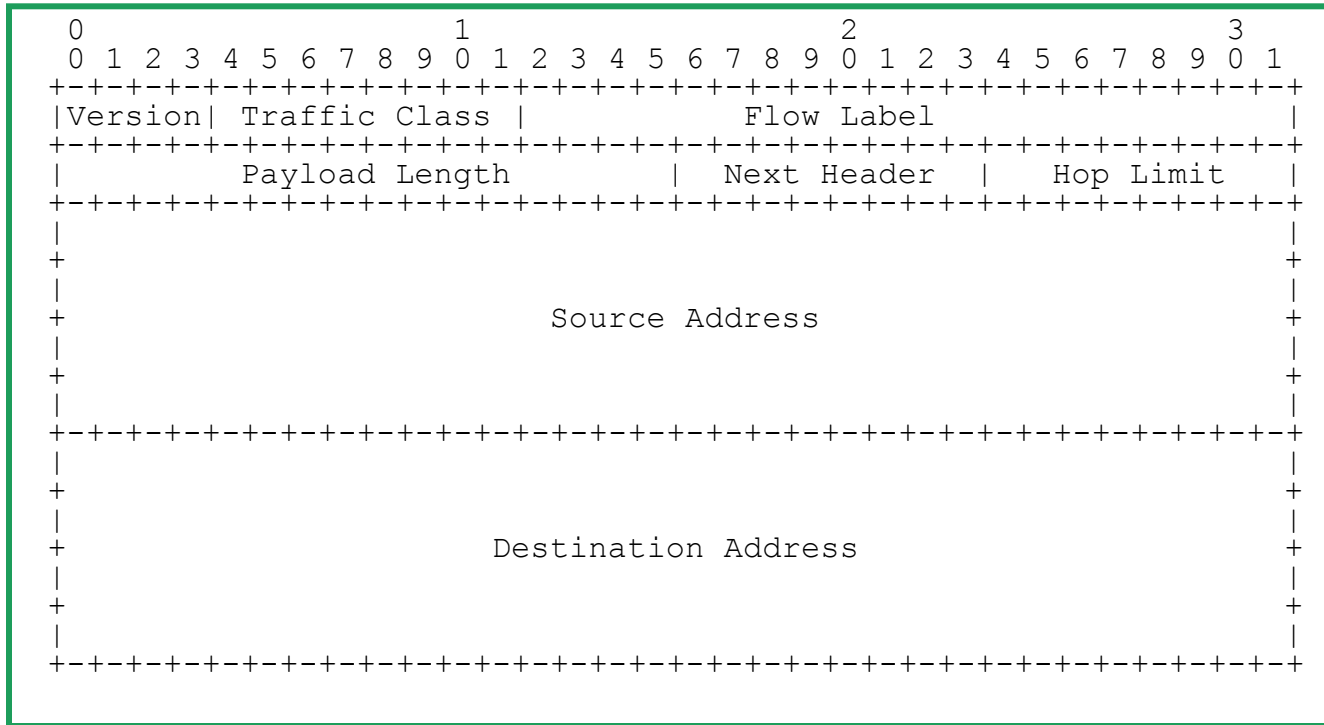 0                   1                   2                   3
0 1 2 3 4 5 6 7 8 9 0 1 2 3 4 5 6 7 8 9 0 1 2 3 4 5 6 7 8 9 0 1
+-+-+-+-+-+-+-+-+-+-+-+-+-+-+-+-+-+-+-+-+-+-+-+-+-+-+-+-+-+-+-+-+
|Version| Traffic Class |           Flow Label                  |
+-+-+-+-+-+-+-+-+-+-+-+-+-+-+-+-+-+-+-+-+-+-+-+-+-+-+-+-+-+-+-+-+
|         Payload Length        |  Next Header  |   Hop Limit   |
+-+-+-+-+-+-+-+-+-+-+-+-+-+-+-+-+-+-+-+-+-+-+-+-+-+-+-+-+-+-+-+-+
|                                                               |
+                                                               +
|                                                               |
+                         Source Address                        +
|                                                               |
+                                                               +
|                                                               |
+-+-+-+-+-+-+-+-+-+-+-+-+-+-+-+-+-+-+-+-+-+-+-+-+-+-+-+-+-+-+-+-+
|                                                               |
+                                                               +
|                                                               |
+                      Destination Address                      +
|                                                               |
+                                                               +
|                                                               |
+-+-+-+-+-+-+-+-+-+-+-+-+-+-+-+-+-+-+-+-+-+-+-+-+-+-+-+-+-+-+-+-+